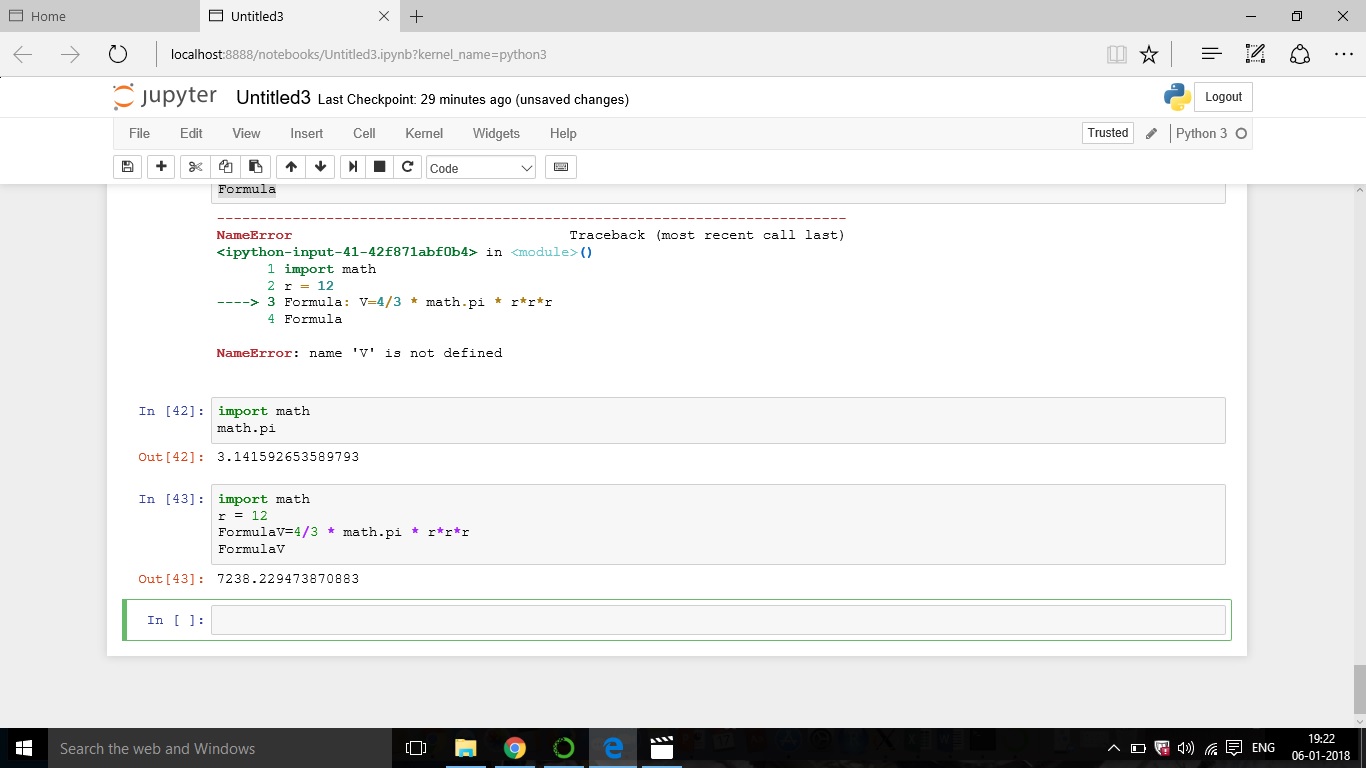 Home
Untitled3
localhost:8888/notebooks/Untitled3.ipynb?kernel_name=python3
jupyter Untitled3 Last Checkpoint: 29 minutes ago (unsaved changes)
Logout
File Edit View Insert Cell Kernel Widgets Help
Trusted
Python 3
Code
Formula
---------------------------------------------------------------------------
NameError Traceback (most recent call last)
<ipython-input-41-42f871abf0b4> in <module>()
1 import math
2 r = 12
----> 3 Formula: V=4/3 * math.pi * r*r*r
4 Formula
NameError: name 'V' is not defined
In [42]: import math
math.pi
Out[42]: 3.141592653589793
In [43]: import math
r = 12
FormulaV=4/3 * math.pi * r*r*r
FormulaV
Out[43]: 7238.229473870883
In [ ]:
Search the web and Windows
ENG
19:22
06-01-2018